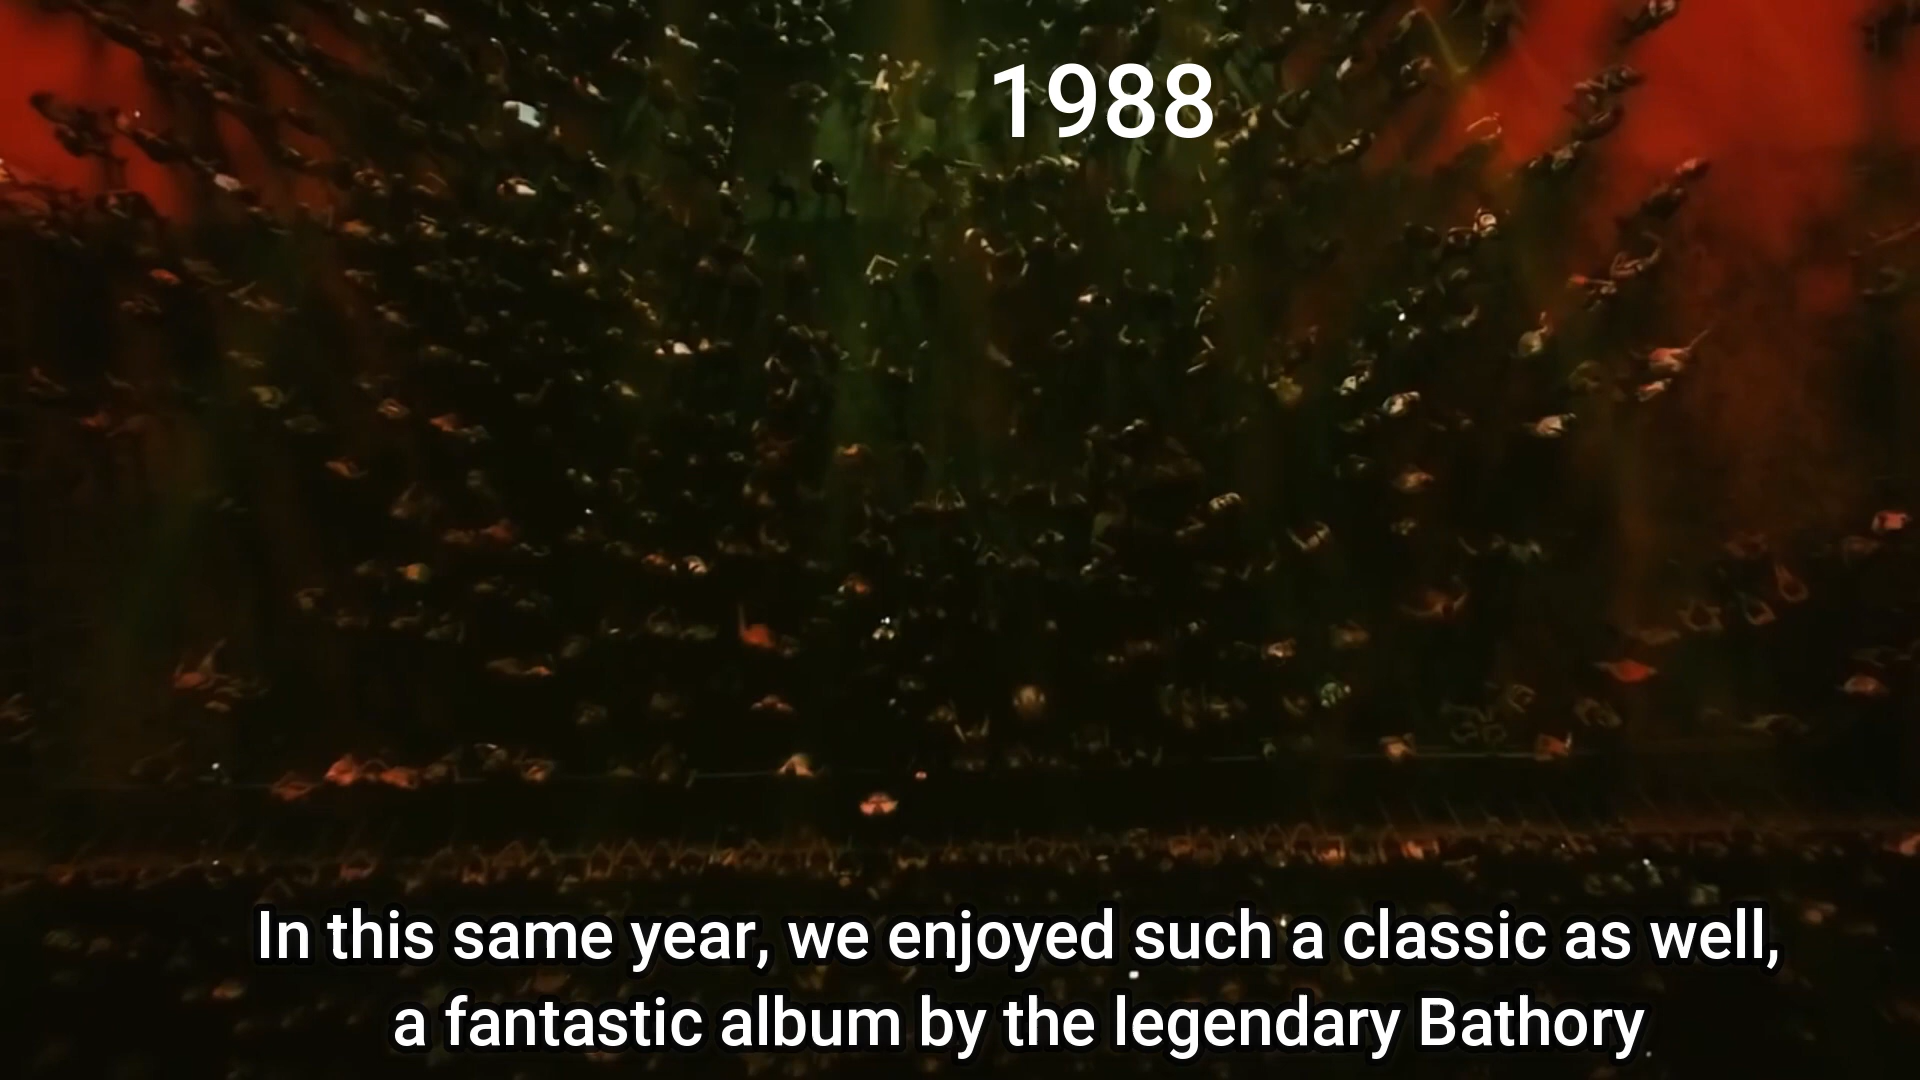 1988
In this same year, we enjoyed such a classic as well,
a fantastic album by the legendary Bathory